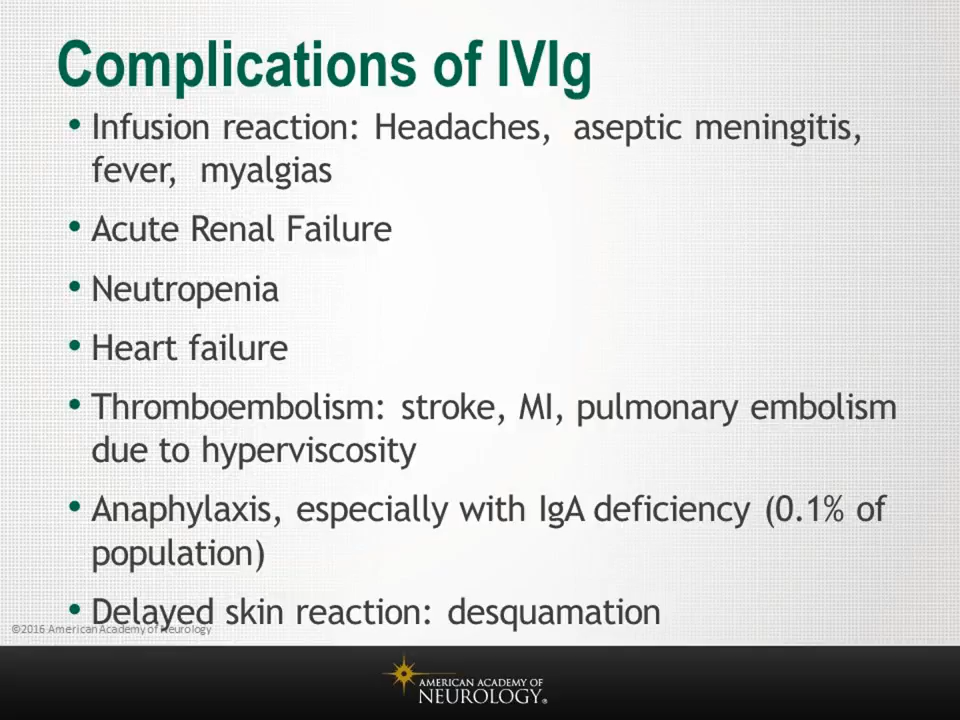 Complications of IVIg
• Infusion reaction: Headaches, aseptic meningitis,
fever, myalgias
• Acute Renal Failure
• Neutropenia
• Heart failure
• Thromboembolism: stroke, MI, pulmonary embolism
due to hyperviscosity
• Anaphylaxis, especially with IgA deficiency (0.1% of
population)
• Delayed skin reaction: desquamation
©2016 American Academy of Neurology
AMERICAN ACADEMY OF
NEUROLOGY®